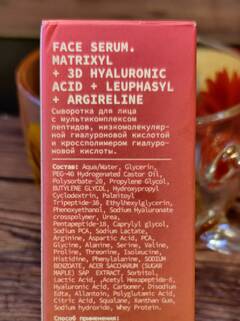 FACE SERUM.
MATRIXYL
+ 3D HYALURONIC
ACID + LEUPHASYL
+ ARGIRELINE
Сыворотка для лица
с мультикомплексом
пептидов, низкомолекуляр-
ной гиалуроновой кислотой
и кроссполимером гиалуро-
новой кислоты.
Состав: Aqua/Water, Glycerin,
PEG-40 Hydrogenated Castor Oil,
Polysorbate-20, Propylene Glycol,
BUTYLENE GLYCOL, Hydroxypropyl
Cyclodextrin, Palmitoyl
Tripeptide-38, Ethylhexylglycerin,
Phenoxyethanol, Sodium Hyaluronate
crosspolymer, Urea,
Pentapeptide-18, Caprylyl glycol,
Sodium PCA, Sodium Lactate,
Arginine, Aspartic Acid, PCA,
Glycine, Alanine, Serine, Valine,
Proline, Threonine, Isoleucine,
Histidine, Phenylalanine, SODIUM
BENZOATE, ACER SACCHARUM (SUGAR
MAPLE) SAP EXTRACT, Sorbitol
Lactic Acid, Acetyl Hexapeptide-8,
Hyaluronic Acid, Carbomer, Disodium
Edta, Allantoin, Polyglutamic Acid,
Citric Acid, Squalane, Xanthan Gum,
Sodium hydroxide, Whey Protein.
Способ применения: